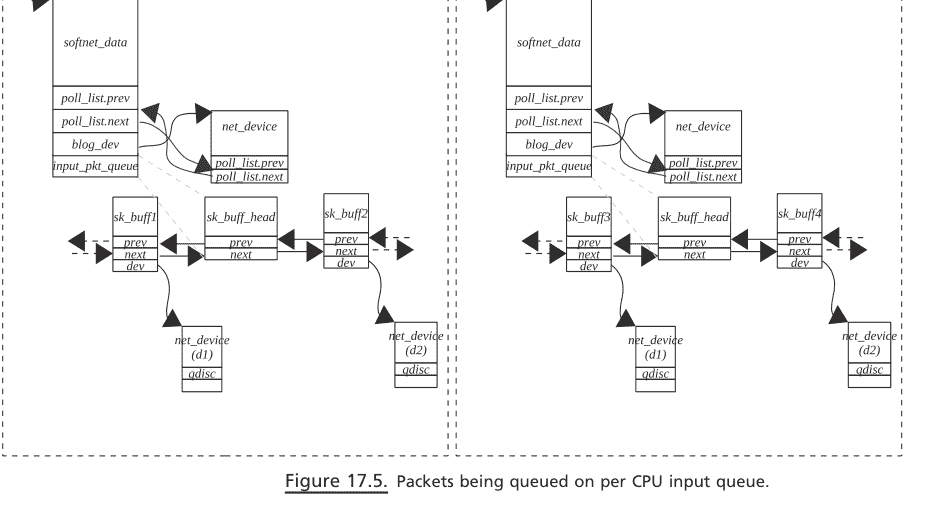 softnet_data
poll_list.prev
poll_list.next
blog_dev
input_pkt_queue
net_device
poll_list.prev
poll_list.next
sk_buff1
prev
next
dev
sk_buff_head
prev
next
sk_buff2
prev
next
dev
net_device
(d1)
qdisc
net_device
(d2)
qdisc
softnet_data
poll_list.prev
poll_list.next
blog_dev
input_pkt_queue
net_device
poll_list.prev
poll_list.next
sk_buff3
prev
next
dev
sk_buff_head
prev
next
sk_buff4
prev
next
dev
net_device
(d1)
qdisc
net_device
(d2)
qdisc
Figure 17.5. Packets being queued on per CPU input queue.